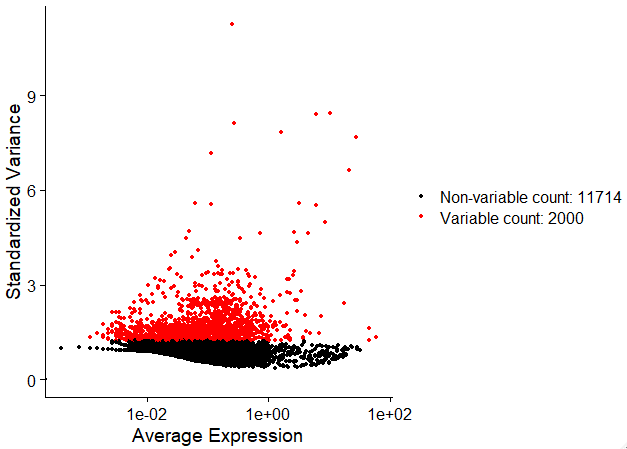 Standardized Variance
9
6
3
0
1e-02 1e+00 1e+02
Average Expression
Non-variable count: 11714
Variable count: 2000